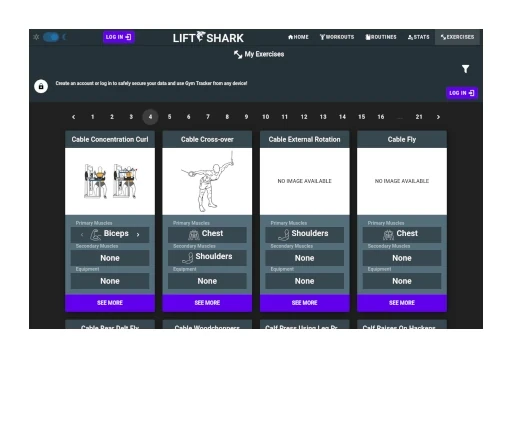 LOG IN
LIFT SHARK
HOME
WORKOUTS
ROUTINES
STATS
EXERCISES
My Exercises
Create an account or log in to safely secure your data and use Gym Tracker from any device!
LOG IN
‹ 1 2 3 4 5 6 7 8 9 10 11 12 13 14 15 16 ... 21 ›
Cable Concentration Curl
Primary Muscles
Biceps
Secondary Muscles
None
Equipment
None
SEE MORE
Cable Cross-over
Primary Muscles
Chest
Secondary Muscles
Shoulders
Equipment
None
SEE MORE
Cable External Rotation
NO IMAGE AVAILABLE
Primary Muscles
Shoulders
Secondary Muscles
None
Equipment
None
SEE MORE
Cable Fly
NO IMAGE AVAILABLE
Primary Muscles
Chest
Secondary Muscles
None
Equipment
None
SEE MORE
Cable Rear Delt Fly
Cable Woodchoppers
Calf Press Using Leg Pr
Calf Raises On Hackens